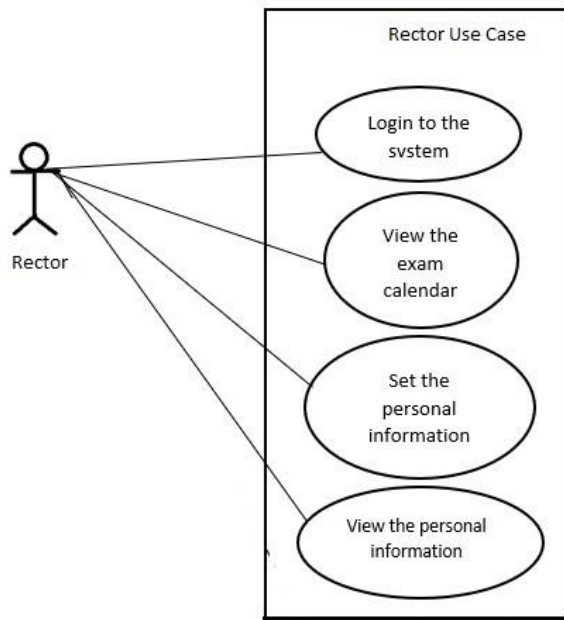 Rector Use Case
Login to the
svstem
View the
exam
calendar
Rector
Set the
personal
information
View the personal
information